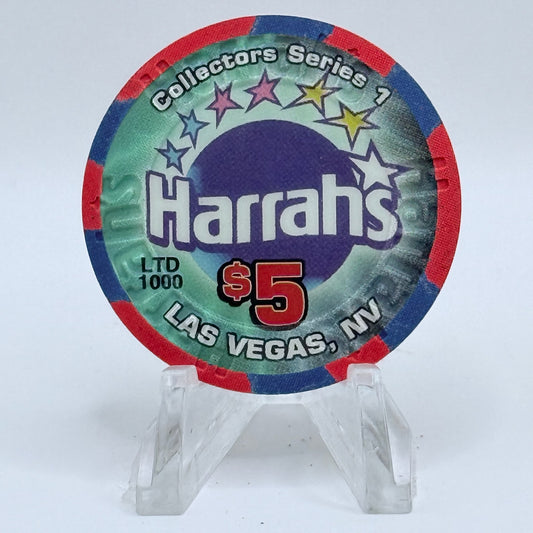 Collectors Series 1
Harrah's
LTD
1000
$5
LAS VEGAS, NV